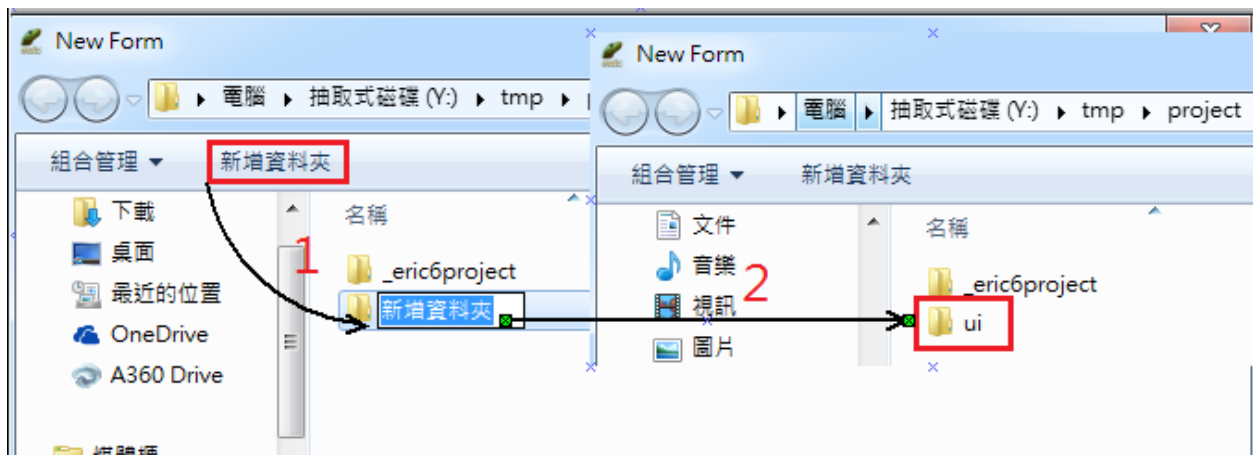 New Form
電腦 ▸ 抽取式磁碟 (Y:) ▸ tmp ▸
組合管理 ▼ 新增資料夾
下載
桌面
最近的位置
OneDrive
A360 Drive
名稱
_eric6project
新增資料夾
1
New Form
電腦 ▸ 抽取式磁碟 (Y:) ▸ tmp ▸ project
組合管理 ▼ 新增資料夾
文件
音樂
視訊
圖片
2
名稱
_eric6project
ui